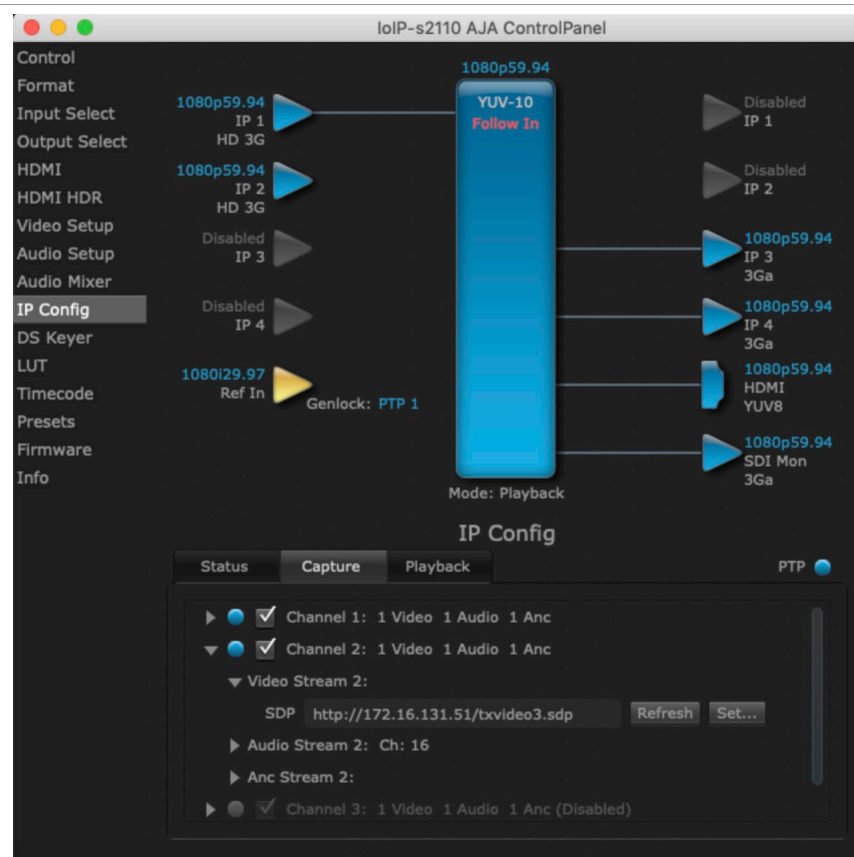 IoIP-s2110 AJA ControlPanel
Control
Format
Input Select
Output Select
HDMI
HDMI HDR
Video Setup
Audio Setup
Audio Mixer
IP Config
DS Keyer
LUT
Timecode
Presets
Firmware
Info
1080p59.94
IP 1
HD 3G
1080p59.94
IP 2
HD 3G
Disabled
IP 3
Disabled
IP 4
1080i29.97
Ref In
Genlock: PTP 1
1080p59.94
YUV-10
Follow In
Mode: Playback
Disabled
IP 1
Disabled
IP 2
1080p59.94
IP 3
3Ga
1080p59.94
IP 4
3Ga
1080p59.94
HDMI
YUV8
1080p59.94
SDI Mon
3Ga
IP Config
Status Capture Playback PTP
Channel 1: 1 Video 1 Audio 1 Anc
Channel 2: 1 Video 1 Audio 1 Anc
Video Stream 2:
SDP http://172.16.131.51/txvideo3.sdp Refresh Set...
Audio Stream 2: Ch: 16
Anc Stream 2:
Channel 3: 1 Video 1 Audio 1 Anc (Disabled)